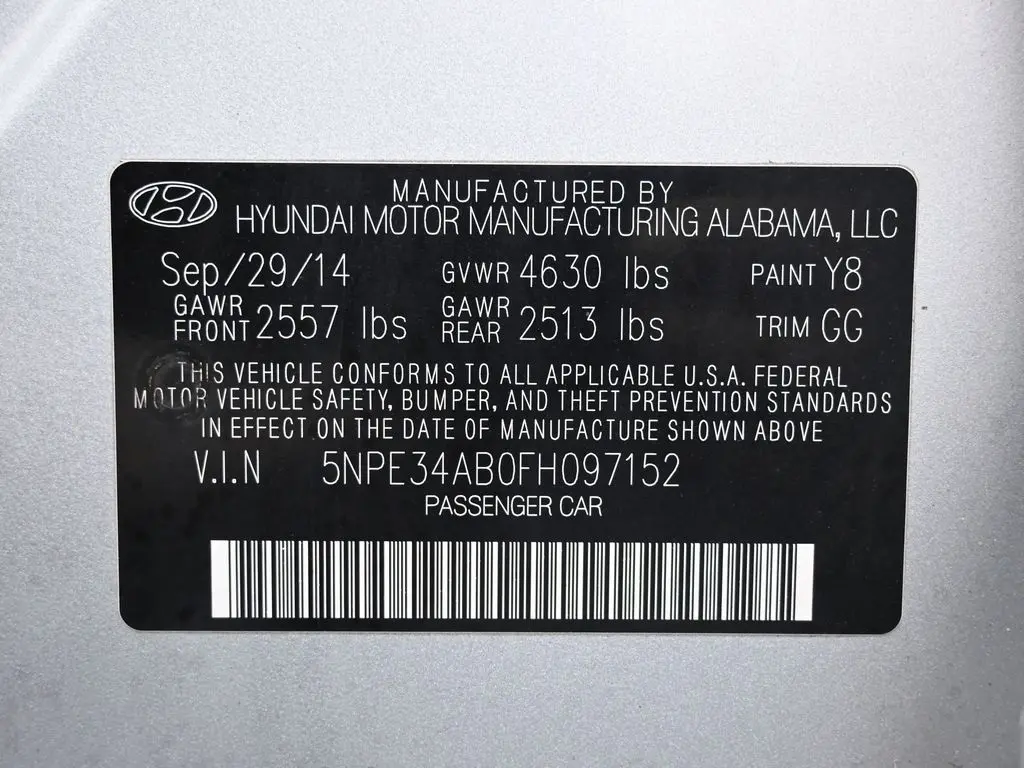 MANUFACTURED BY
HYUNDAI MOTOR MANUFACTURING ALABAMA, LLC
Sep/29/14 GVWR 4630 lbs PAINT Y8
GAWR FRONT 2557 lbs GAWR REAR 2513 lbs TRIM GG
THIS VEHICLE CONFORMS TO ALL APPLICABLE U.S.A. FEDERAL
MOTOR VEHICLE SAFETY, BUMPER, AND THEFT PREVENTION STANDARDS
IN EFFECT ON THE DATE OF MANUFACTURE SHOWN ABOVE
V.I.N 5NPE34AB0FH097152
PASSENGER CAR